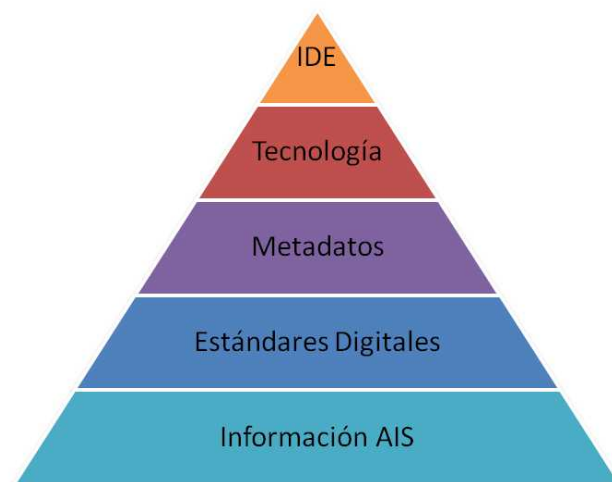 IDE
Tecnología
Metadatos
Estándares Digitales
Información AIS